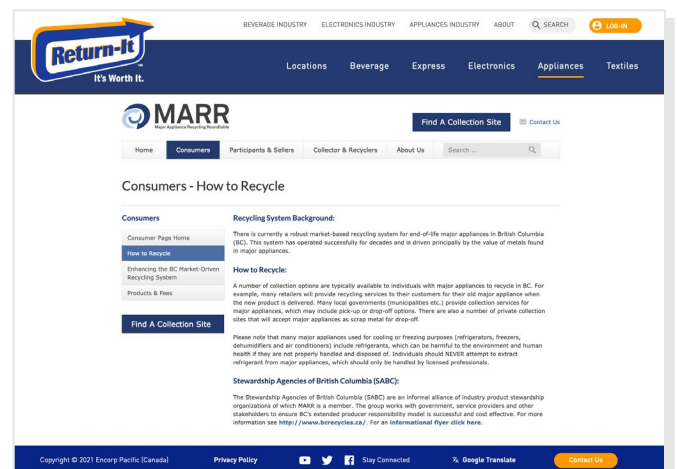 BEVERAGE INDUSTRY ELECTRONICS INDUSTRY APPLIANCES INDUSTRY ABOUT SEARCH LOG-IN
Return-It
TM
It's Worth It.
Locations Beverage Express Electronics Appliances Textiles
MARR
Major Appliance Recycling Roundtable
Find A Collection Site Contact Us
Home Consumers Participants & Sellers Collector & Recyclers About Us Search ...
Consumers - How to Recycle
Consumers
Consumer Page Home
How to Recycle
Enhancing the BC Market-Driven
Recycling System
Products & Fees
Find A Collection Site
Recycling System Background:
There is currently a robust market-based recycling system for end-of-life major appliances in British Columbia
(BC). This system has operated successfully for decades and is driven principally by the value of metals found
in major appliances.
How to Recycle:
A number of collection options are typically available to individuals with major appliances to recycle in BC. For
example, many retailers will provide recycling services to their customers for their old major appliance when
the new product is delivered. Many local governments (municipalities etc.) provide collection services for
major appliances, which may include pick-up or drop-off options. There are also a number of private collection
sites that will accept major appliances as scrap metal for drop-off.
Please note that many major appliances used for cooling or freezing purposes (refrigerators, freezers,
dehumidifiers and air conditioners) include refrigerants, which can be harmful to the environment and human
health if they are not properly handled and disposed of. Individuals should NEVER attempt to extract
refrigerant from major appliances, which should only be handled by licensed professionals.
Stewardship Agencies of British Columbia (SABC):
The Stewardship Agencies of British Columbia (SABC) are an informal alliance of industry product stewardship
organizations of which MARR is a member. The group works with government, service providers and other
stakeholders to ensure BC's extended producer responsibility model is successful and cost effective. For more
information see http://www.bcrecycles.ca/. For an informational flyer click here.
Copyright © 2021 Encorp Pacific (Canada) Privacy Policy Stay Connected Google Translate Contact Us